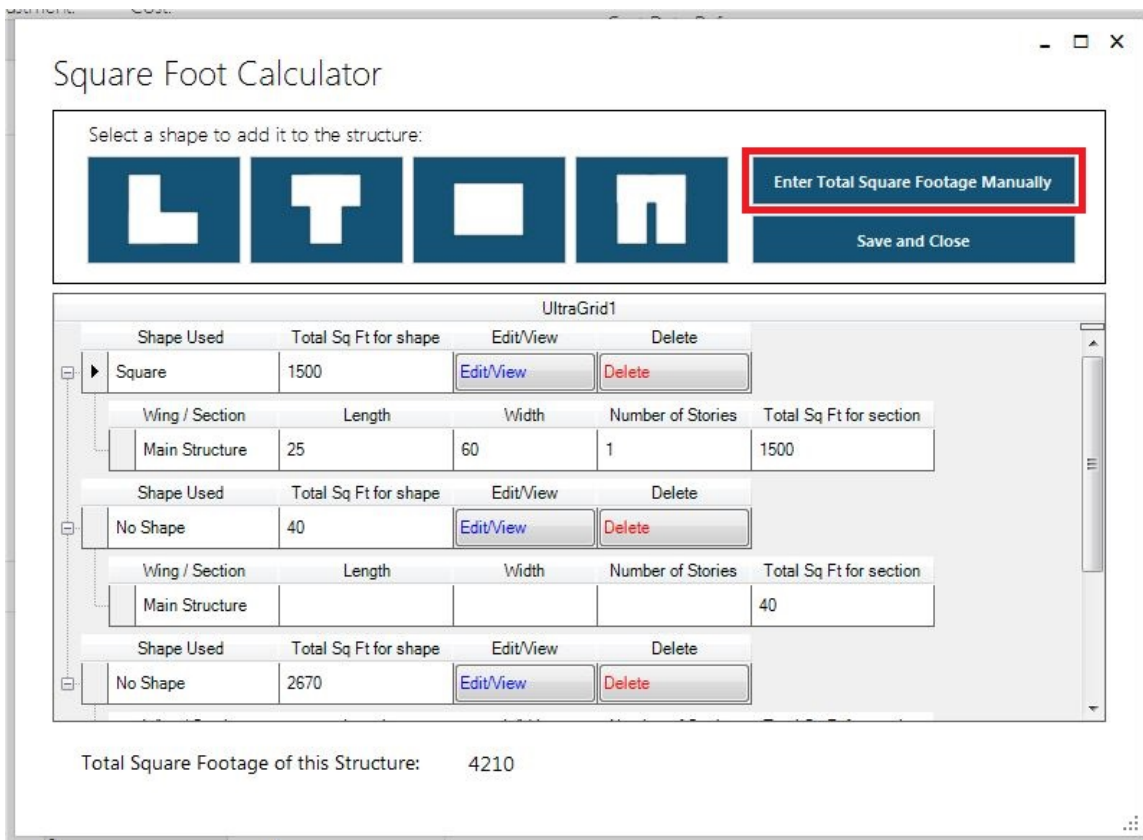 Square Foot Calculator
Select a shape to add it to the structure:
Enter Total Square Footage Manually
Save and Close
UltraGrid1
Shape Used Total Sq Ft for shape Edit/View Delete
Square 1500 Edit/View Delete
Wing / Section Length Width Number of Stories Total Sq Ft for section
Main Structure 25 60 1 1500
Shape Used Total Sq Ft for shape Edit/View Delete
No Shape 40 Edit/View Delete
Wing / Section Length Width Number of Stories Total Sq Ft for section
Main Structure 40
Shape Used Total Sq Ft for shape Edit/View Delete
No Shape 2670 Edit/View Delete
Total Square Footage of this Structure: 4210